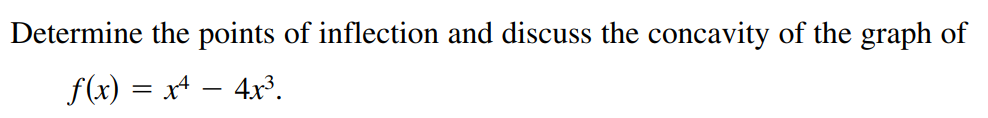 Determine the points of inflection and discuss the concavity of the graph of
f(x) = x⁴ − 4x³.